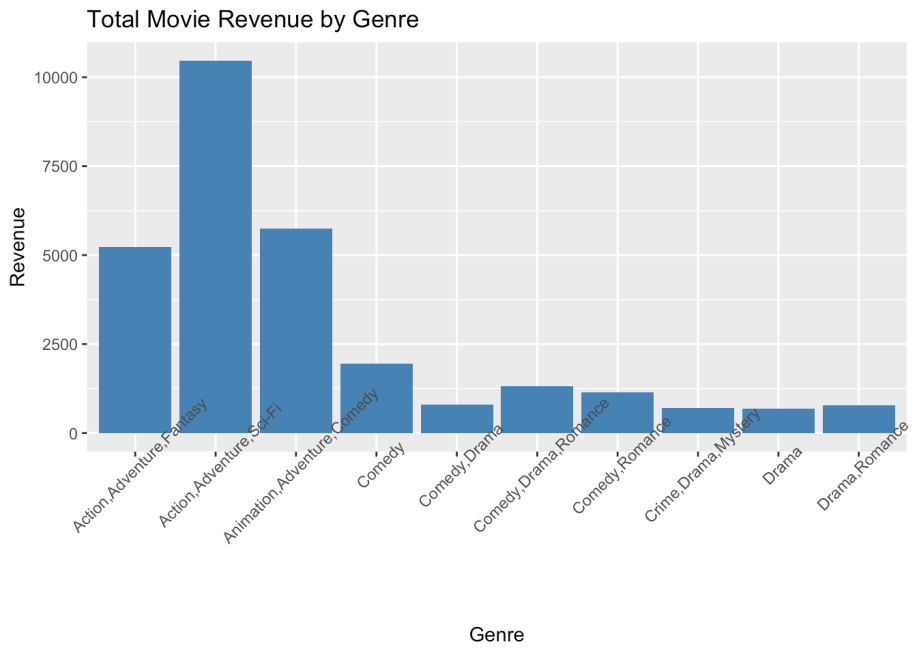 Total Movie Revenue by Genre
10000
7500
5000
2500
0
Revenue
Action,Adventure,Fantasy
Action,Adventure,Sci-Fi
Animation,Adventure,Comedy
Comedy
Comedy,Drama
Comedy,Drama,Romance
Comedy,Romance
Crime,Drama,Mystery
Drama
Drama,Romance
Genre